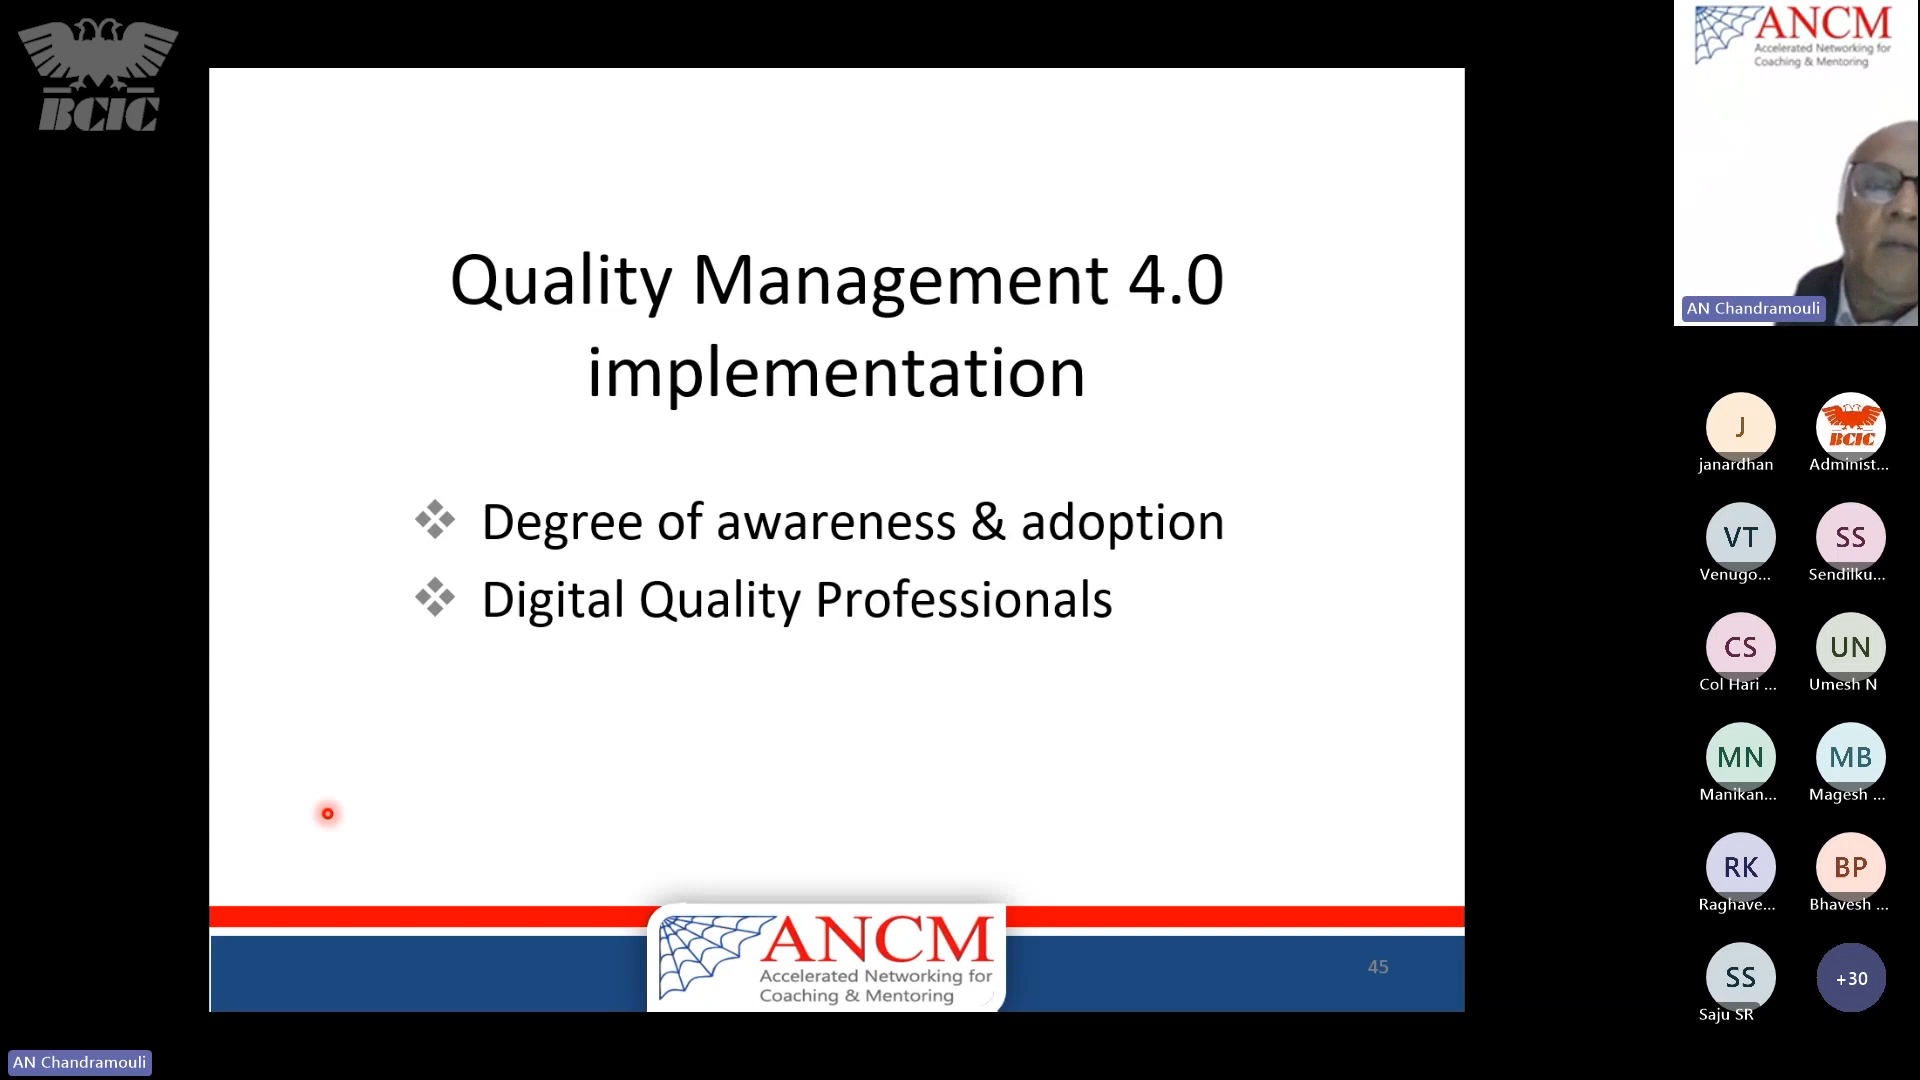 BCIC
Quality Management 4.0
implementation
Degree of awareness & adoption
Digital Quality Professionals
ANCM
Accelerated Networking for
Coaching & Mentoring
45
AN Chandramouli
ANCM
Accelerated Networking for
Coaching & Mentoring
AN Chandramouli
J
janardhan
BCIC
Administ...
VT
Venugo...
SS
Sendilku...
CS
Col Hari ...
UN
Umesh N
MN
Manikan...
MB
Magesh ...
RK
Raghave...
BP
Bhavesh ...
SS
Saju SR
+30